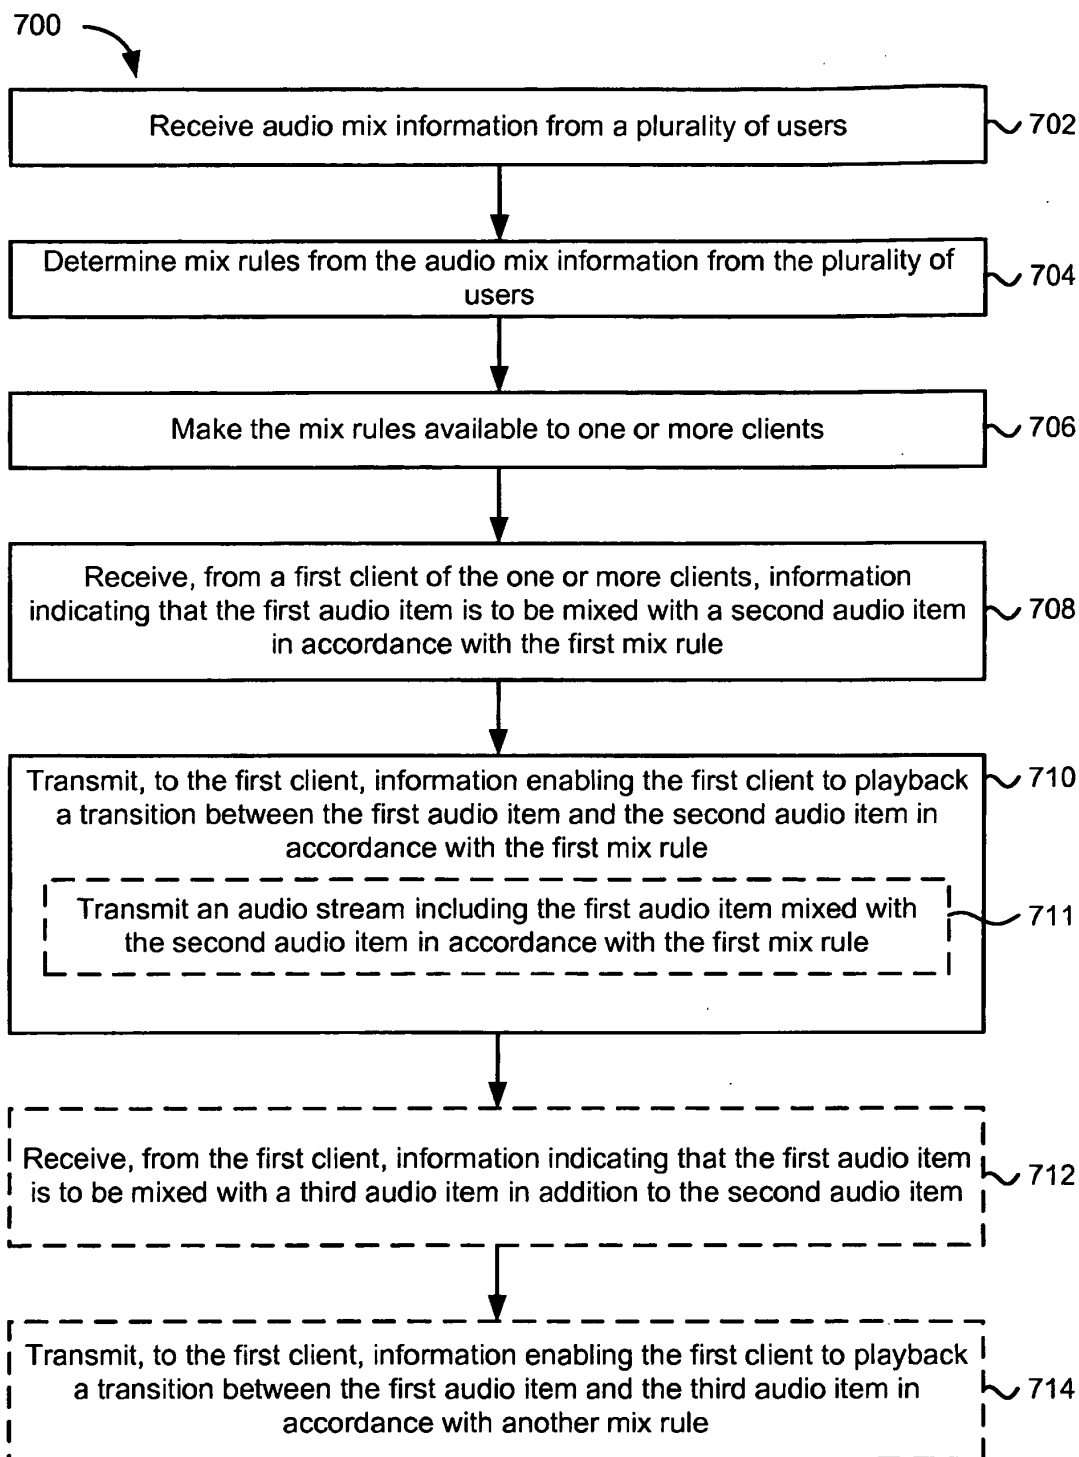 700
Receive audio mix information from a plurality of users
702
Determine mix rules from the audio mix information from the plurality of
users
704
Make the mix rules available to one or more clients
706
Receive, from a first client of the one or more clients, information
indicating that the first audio item is to be mixed with a second audio item
in accordance with the first mix rule
708
Transmit, to the first client, information enabling the first client to playback
a transition between the first audio item and the second audio item in
accordance with the first mix rule
710
Transmit an audio stream including the first audio item mixed with
the second audio item in accordance with the first mix rule
711
Receive, from the first client, information indicating that the first audio item
is to be mixed with a third audio item in addition to the second audio item
712
Transmit, to the first client, information enabling the first client to playback
a transition between the first audio item and the third audio item in
accordance with another mix rule
714